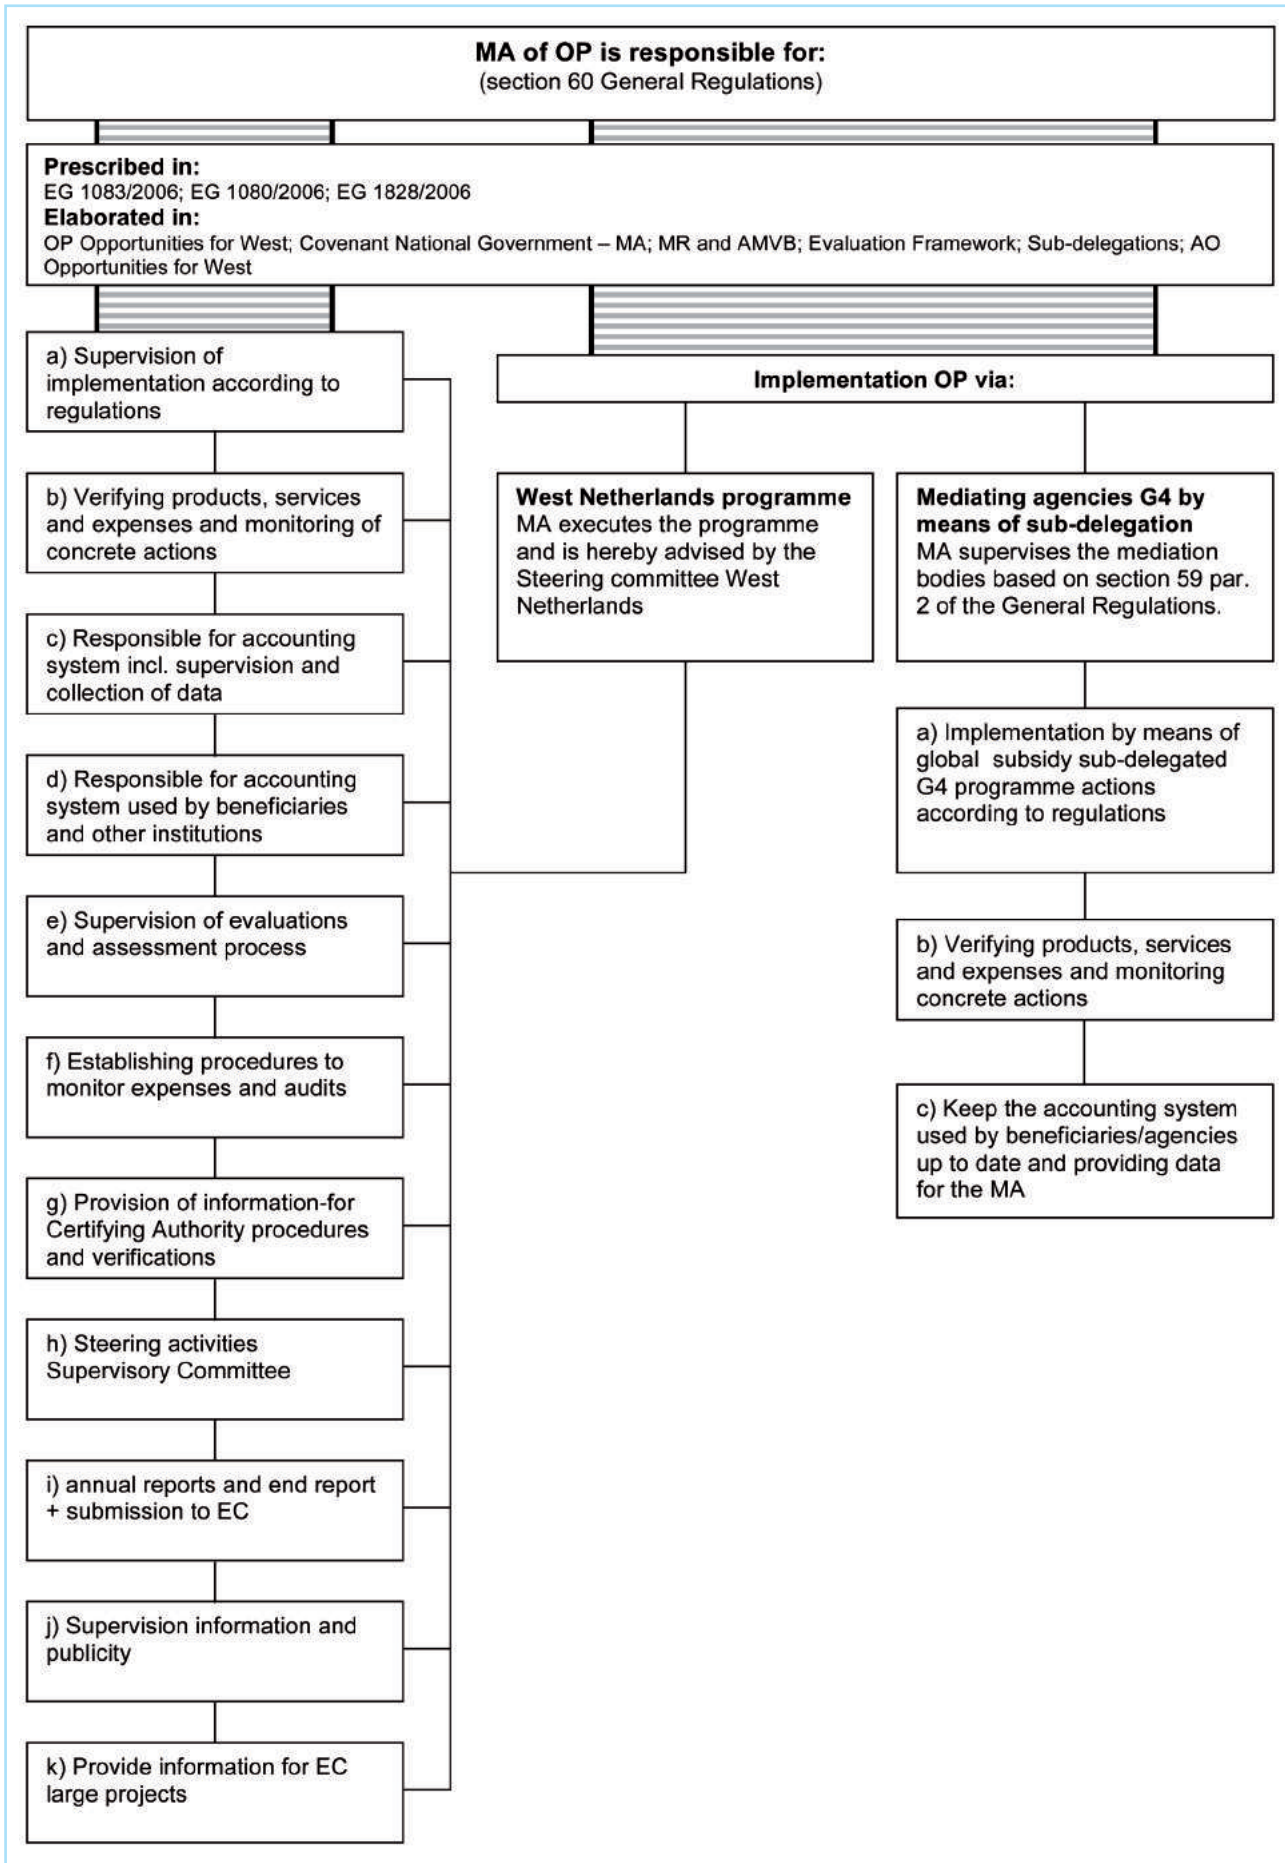 MA of OP is responsible for:
(section 60 General Regulations)
Prescribed in:
EG 1083/2006; EG 1080/2006; EG 1828/2006
Elaborated in:
OP Opportunities for West; Covenant National Government – MA; MR and AMVB; Evaluation Framework; Sub-delegations; AO
Opportunities for West
a) Supervision of
implementation according to
regulations
b) Verifying products, services
and expenses and monitoring of
concrete actions
c) Responsible for accounting
system incl. supervision and
collection of data
d) Responsible for accounting
system used by beneficiaries
and other institutions
e) Supervision of evaluations
and assessment process
f) Establishing procedures to
monitor expenses and audits
g) Provision of information-for
Certifying Authority procedures
and verifications
h) Steering activities
Supervisory Committee
i) annual reports and end report
+ submission to EC
j) Supervision information and
publicity
k) Provide information for EC
large projects
Implementation OP via:
West Netherlands programme
MA executes the programme
and is hereby advised by the
Steering committee West
Netherlands
Mediating agencies G4 by
means of sub-delegation
MA supervises the mediation
bodies based on section 59 par.
2 of the General Regulations.
a) Implementation by means of
global subsidy sub-delegated
G4 programme actions
according to regulations
b) Verifying products, services
and expenses and monitoring
concrete actions
c) Keep the accounting system
used by beneficiaries/agencies
up to date and providing data
for the MA